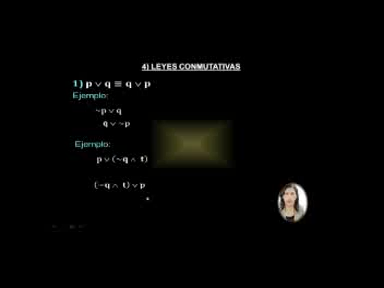 4) LEYES CONMUTATIVAS
1) p ∨ q ≡ q ∨ p
Ejemplo:
~p ∨ q
q ∨ ~p
Ejemplo:
p ∨ (~q ∧ t)
(~q ∧ t) ∨ p